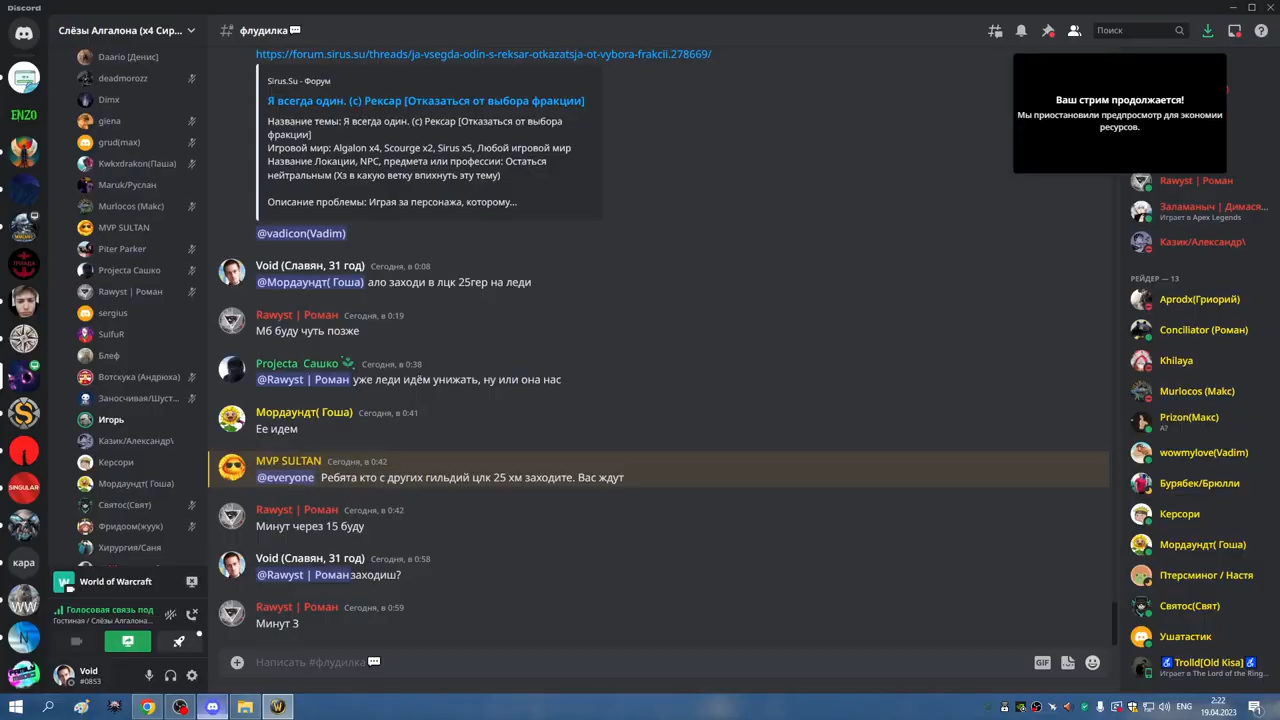 Discord
Слёзы Алгалона (x4 Сир...
флудилка
Поиск
ENZO
ТРИАДА
SINGULAR
кара
WW
Daario [Денис]
deadmorozz
Dimx
giena
grud(max)
Kwkxdrakon(Паша)
Maruk/Руслан
Murlocos (Макс)
MVP SULTAN
Piter Parker
Projecta Сашко
Rawyst | Роман
sergius
SulfuR
Блеф
Вотскука (Андрюха)
Заносчивая/Шуст...
Игорь
Казик/Александр\
Керсори
Мордаундт( Гоша)
Святос(Свят)
Фридоом(жуук)
Хирургия/Саня
World of Warcraft
Голосовая связь под
Гостиная / Слёзы Алгалона...
Void
#0853
https://forum.sirus.su/threads/ja-vsegda-odin-s-reksar-otkazatsja-ot-vybora-frakcii.278669/
Sirus.Su - Форум
Я всегда один. (с) Рексар [Отказаться от выбора фракции]
Название темы: Я всегда один. (с) Рексар [Отказаться от выбора
фракции]
Игровой мир: Algalon x4, Scourge x2, Sirus x5, Любой игровой мир
Название Локации, NPC, предмета или профессии: Остаться
нейтральным (Хз в какую ветку впихнуть эту тему)
Описание проблемы: Играя за персонажа, которому...
@vadicon(Vadim)
Void (Славян, 31 год) Сегодня, в 0:08
@Мордаундт( Гоша) ало заходи в лцк 25гер на леди
Rawyst | Роман Сегодня, в 0:19
Мб буду чуть позже
Projecta Сашко Сегодня, в 0:38
@Rawyst | Роман уже леди идём унижать, ну или она нас
Мордаундт( Гоша) Сегодня, в 0:41
Ее идем
MVP SULTAN Сегодня, в 0:42
@everyone Ребята кто с других гильдий цлк 25 хм заходите. Вас ждут
Rawyst | Роман Сегодня, в 0:42
Минут через 15 буду
Void (Славян, 31 год) Сегодня, в 0:58
@Rawyst | Роман заходиш?
Rawyst | Роман Сегодня, в 0:59
Минут 3
Написать #флудилка
GIF
Ваш стрим продолжается!
Мы приостановили предпросмотр для экономии
ресурсов.
Rawyst | Роман
Заламаныч | Димася...
Играет в Apex Legends
Казик/Александр\
РЕЙДЕР — 13
Aprodx(Гриорий)
Conciliator (Роман)
Khilaya
Murlocos (Макс)
Prizon(Макс)
А?
wowmylove(Vadim)
Бурябек/Брюлли
Керсори
Мордаундт( Гоша)
Птерсминог / Настя
Святос(Свят)
Ушатастик
Trolld[Old Kisa]
Играет в The Lord of the Ring...
ENG
2:22
19.04.2023